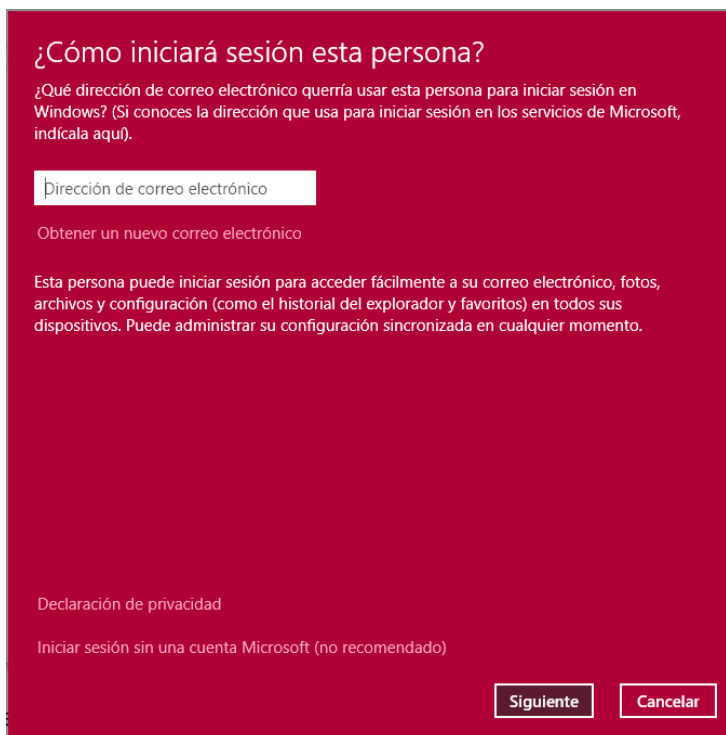 ¿Cómo iniciará sesión esta persona?
¿Qué dirección de correo electrónico querría usar esta persona para iniciar sesión en
Windows? (Si conoces la dirección que usa para iniciar sesión en los servicios de Microsoft,
indícala aquí).
Dirección de correo electrónico
Obtener un nuevo correo electrónico
Esta persona puede iniciar sesión para acceder fácilmente a su correo electrónico, fotos,
archivos y configuración (como el historial del explorador y favoritos) en todos sus
dispositivos. Puede administrar su configuración sincronizada en cualquier momento.
Declaración de privacidad
Iniciar sesión sin una cuenta Microsoft (no recomendado)
Siguiente Cancelar